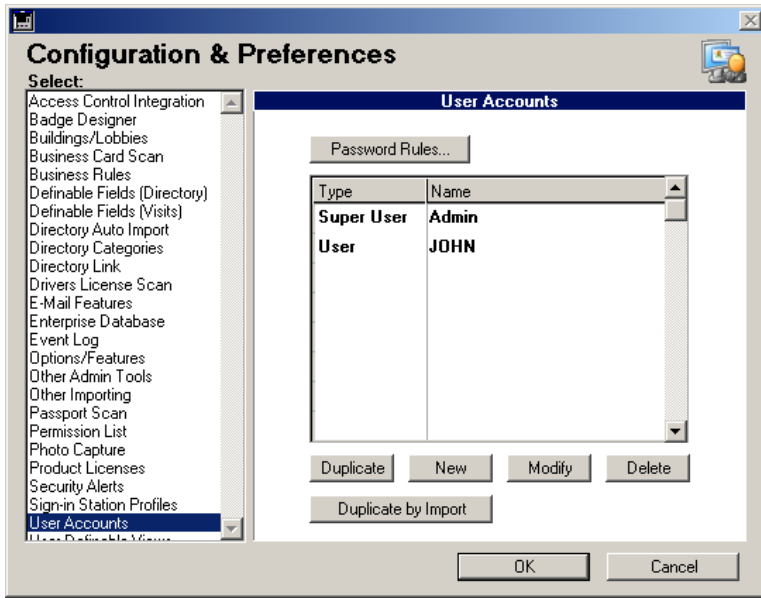 Configuration & Preferences
Select:
Access Control Integration
Badge Designer
Buildings/Lobbies
Business Card Scan
Business Rules
Definable Fields (Directory)
Definable Fields (Visits)
Directory Auto Import
Directory Categories
Directory Link
Drivers License Scan
E-Mail Features
Enterprise Database
Event Log
Options/Features
Other Admin Tools
Other Importing
Passport Scan
Permission List
Photo Capture
Product Licenses
Security Alerts
Sign-in Station Profiles
User Accounts
User Definable Views
User Accounts
Password Rules...
Type Name
Super User Admin
User JOHN
Duplicate New Modify Delete
Duplicate by Import
OK Cancel